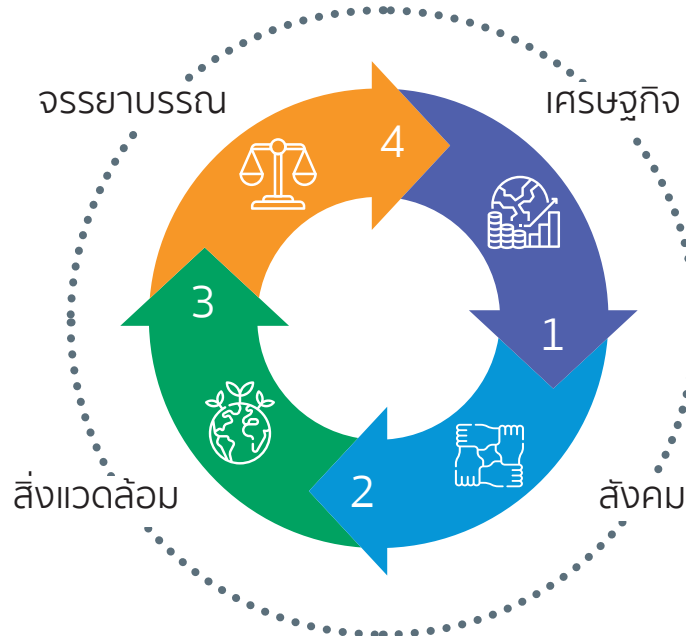 จรรยาบรรณ
เศรษฐกิจ
4
3
1
2
สิ่งแวดล้อม
สังคม